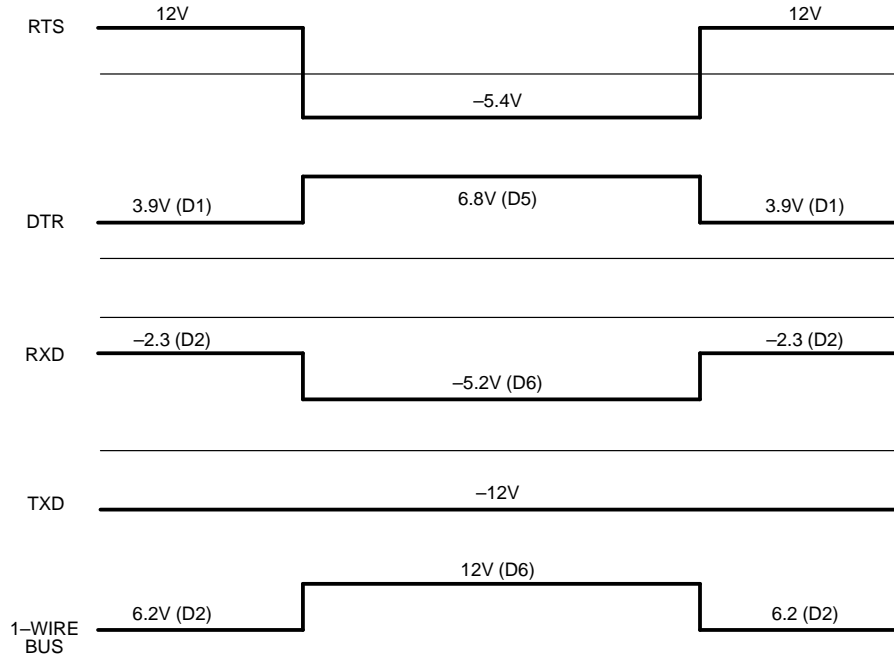 12V 12V
RTS
–5.4V
3.9V (D1) 6.8V (D5) 3.9V (D1)
DTR
–2.3 (D2) –2.3 (D2)
RXD
–5.2V (D6)
–12V
TXD
12V (D6)
6.2V (D2) 6.2 (D2)
1–WIRE
BUS